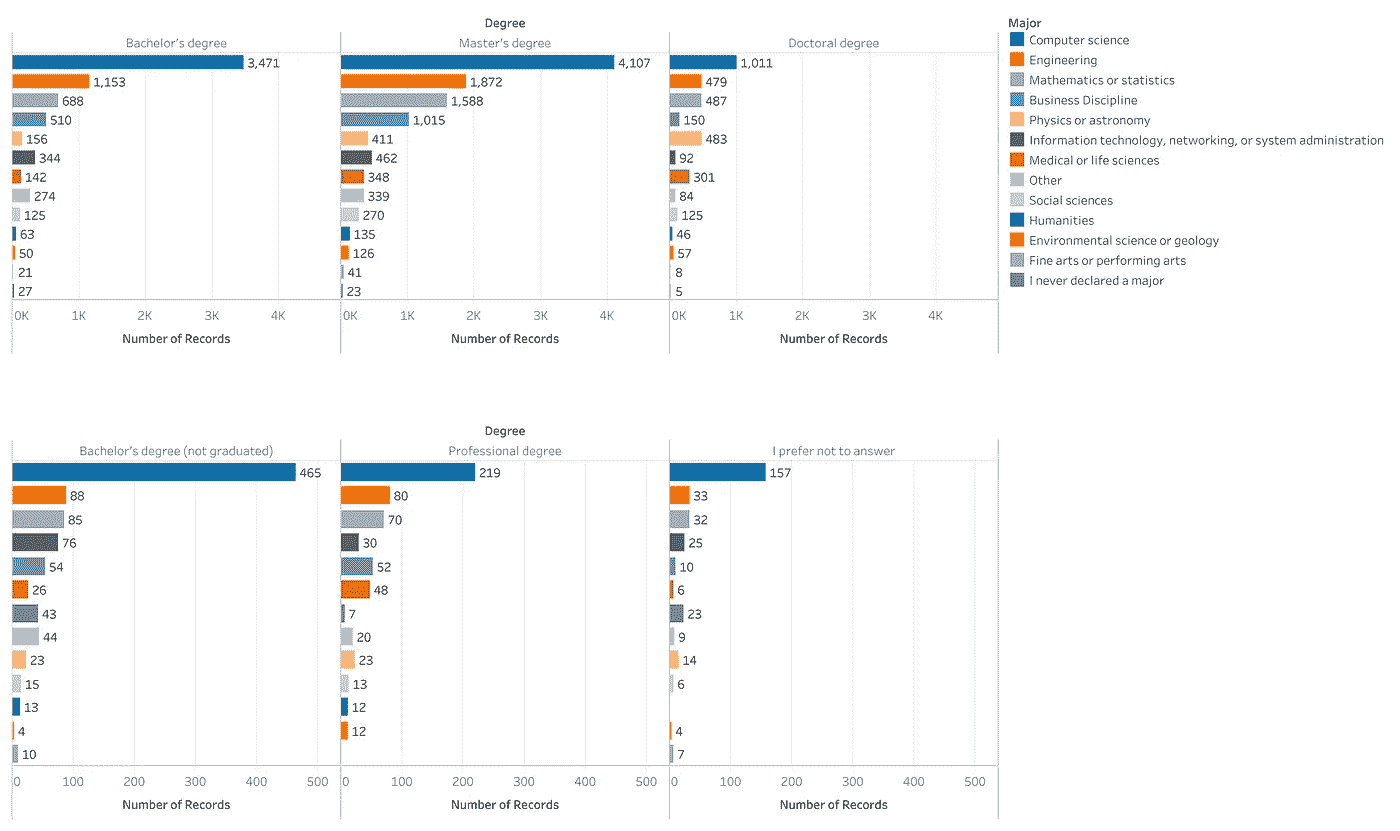 Degree
Bachelor's degree Master's degree Doctoral degree
3,471 4,107 1,011
1,153 1,872 479
688 1,588 487
510 1,015 150
156 411 483
344 462 92
142 348 301
274 339 84
125 270 125
63 135 46
50 126 57
21 41 8
27 23 5
0K 1K 2K 3K 4K 0K 1K 2K 3K 4K 0K 1K 2K 3K 4K
Number of Records Number of Records Number of Records
Major
Computer science
Engineering
Mathematics or statistics
Business Discipline
Physics or astronomy
Information technology, networking, or system administration
Medical or life sciences
Other
Social sciences
Humanities
Environmental science or geology
Fine arts or performing arts
I never declared a major
Degree
Bachelor's degree (not graduated) Professional degree I prefer not to answer
465 219 157
88 80 33
85 70 32
76 30 25
54 52 10
26 48 6
43 7 23
44 20 9
23 23 14
15 13 6
13 12
4 12 4
10 7
0 100 200 300 400 500 0 100 200 300 400 500 0 100 200 300 400 500
Number of Records Number of Records Number of Records